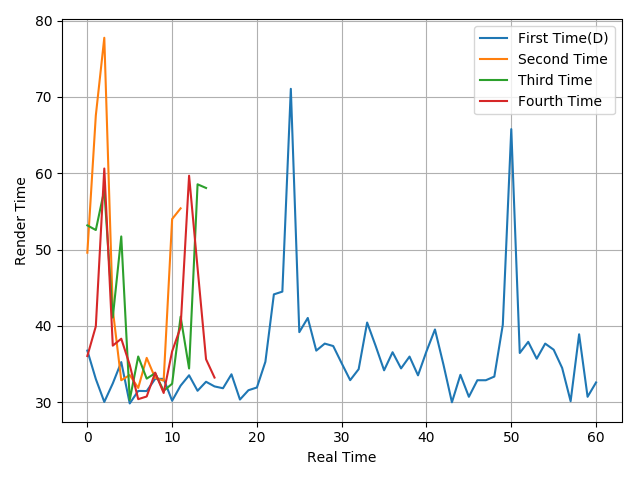 80
70
60
50
40
30
Render Time
0 10 20 30 40 50 60
Real Time
First Time(D)
Second Time
Third Time
Fourth Time